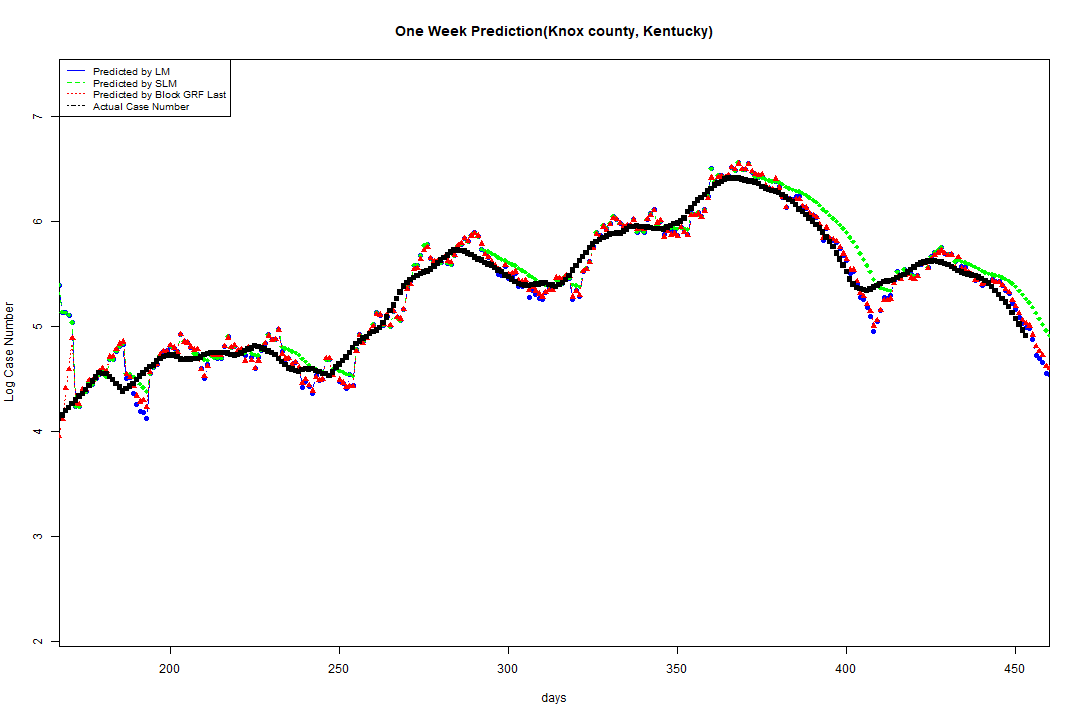 One Week Prediction(Knox county, Kentucky)
Predicted by LM
Predicted by SLM
Predicted by Block GRF Last
Actual Case Number
7
6
5
4
3
2
Log Case Number
200 250 300 350 400 450
days